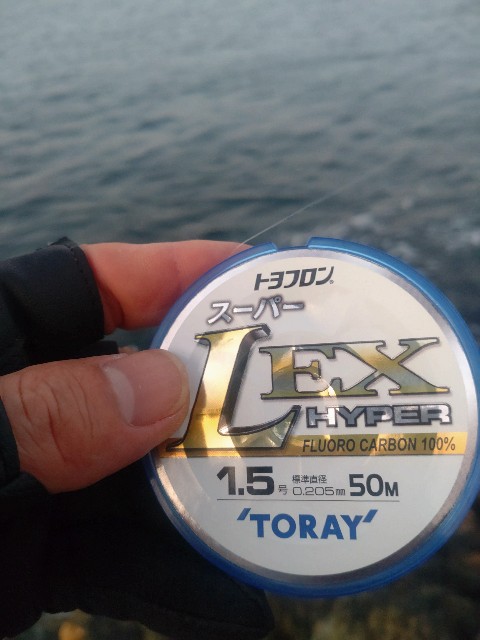 トヨフロン®
スーパー
L EX
HYPER
FLUORO CARBON 100%
1.5号 標準直径 0.205mm 50M
'TORAY'